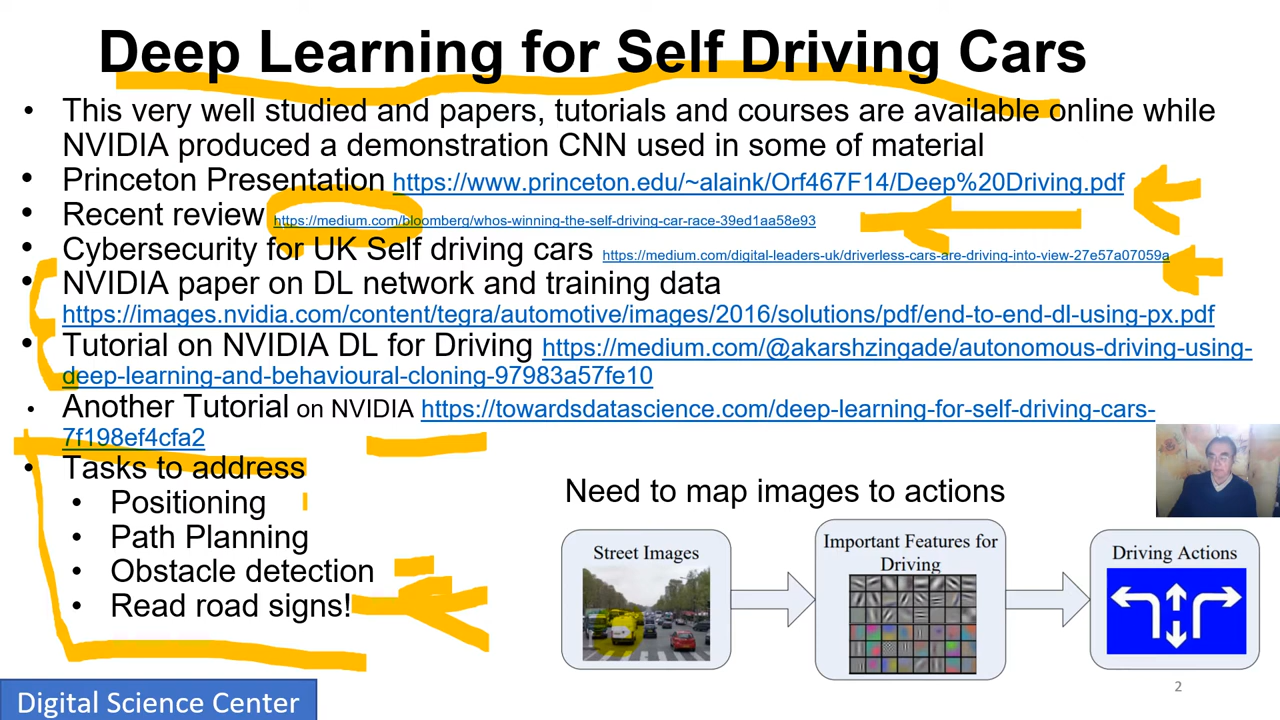 Deep Learning for Self Driving Cars
• This very well studied and papers, tutorials and courses are available online while
NVIDIA produced a demonstration CNN used in some of material
• Princeton Presentation https://www.princeton.edu/~alaink/Orf467F14/Deep%20Driving.pdf
• Recent review https://medium.com/bloomberg/whos-winning-the-self-driving-car-race-39ed1aa58e93
• Cybersecurity for UK Self driving cars https://medium.com/digital-leaders-uk/driverless-cars-are-driving-into-view-27e57a07059a
• NVIDIA paper on DL network and training data
https://images.nvidia.com/content/tegra/automotive/images/2016/solutions/pdf/end-to-end-dl-using-px.pdf
• Tutorial on NVIDIA DL for Driving https://medium.com/@akarshzingade/autonomous-driving-using-
deep-learning-and-behavioural-cloning-97983a57fe10
• Another Tutorial on NVIDIA https://towardsdatascience.com/deep-learning-for-self-driving-cars-
7f198ef4cfa2
• Tasks to address
• Positioning
• Path Planning
• Obstacle detection
• Read road signs!
Need to map images to actions
Street Images
Important Features for
Driving
Driving Actions
2
Digital Science Center